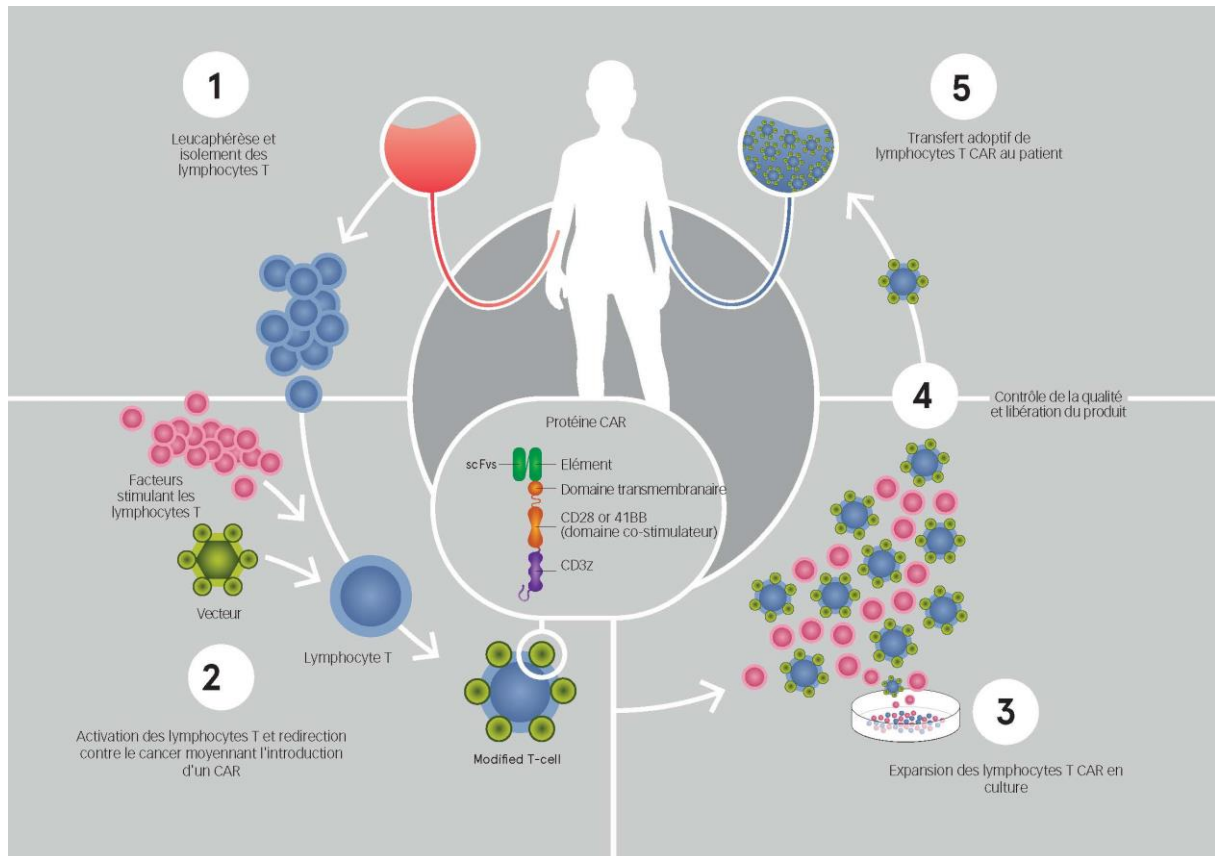 1
Leucaphérèse et
isolement des
lymphocytes T
5
Transfert adoptif de
lymphocytes T CAR au patient
4
Contrôle de la qualité
et libération du produit
Protéine CAR
scFvs
Elément
Domaine transmembranaire
CD28 or 41BB
(domaine co-stimulateur)
CD3z
Facteurs
stimulant les
lymphocytes T
Vecteur
Lymphocyte T
2
Activation des lymphocytes T et redirection
contre le cancer moyennant l'introduction
d'un CAR
Modified T-cell
3
Expansion des lymphocytes T CAR en
culture